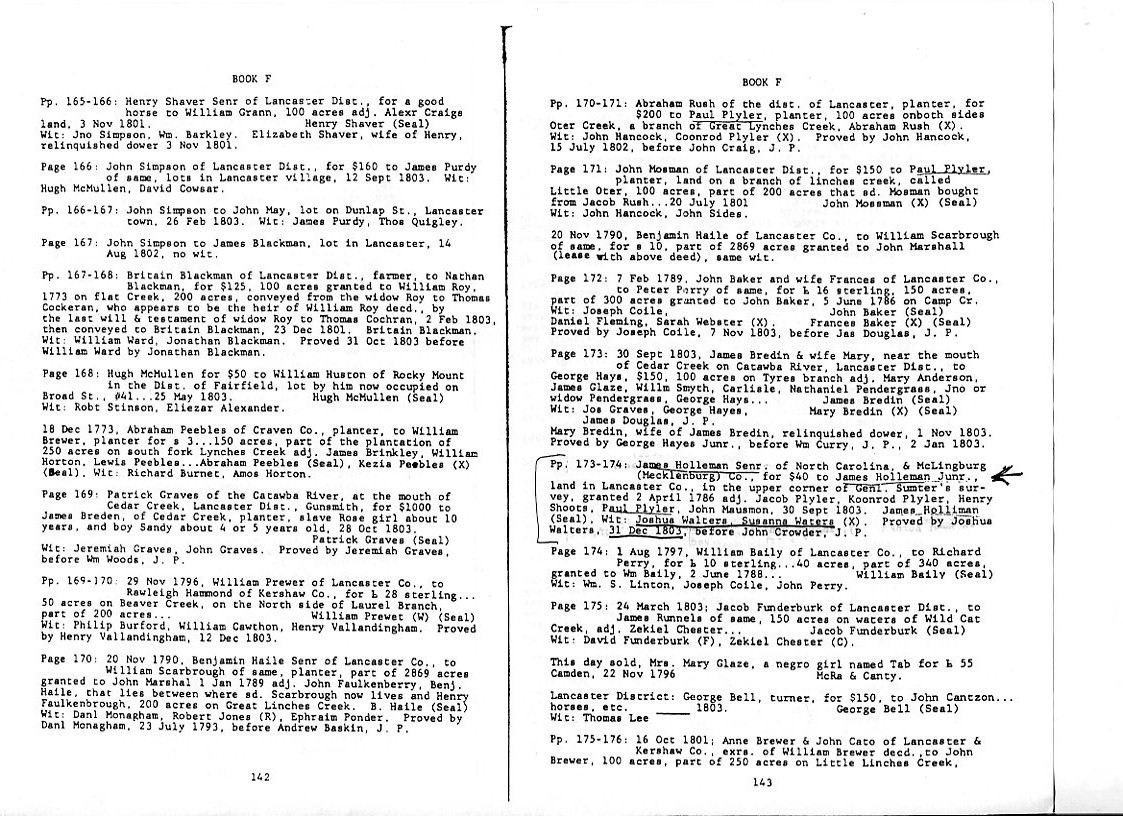 BOOK F
Pp. 165-166: Henry Shaver Senr of Lancaster Dist., for a good
horse to William Grann, 100 acres adj. Alexr Craigs
land, 3 Nov 1801. Henry Shaver (Seal)
Wit: Jno Simpson, Wm. Barkley. Elizabeth Shaver, wife of Henry,
relinquished dower 3 Nov 1801.
Page 166: John Simpson of Lancaster Dist., for $160 to James Purdy
of same, lots in Lancaster village, 12 Sept 1803. Wit:
Hugh McMullen, David Cowsar.
Pp. 166-167: John Simpson to John May, lot on Dunlap St., Lancaster
town, 26 Feb 1803. Wit: James Purdy, Thos Quigley.
Page 167: John Simpson to James Blackman, lot in Lancaster, 14
Aug 1802, no wit.
Pp. 167-168: Britain Blackman of Lancaster Dist., farmer, to Nathan
Blackman, for $125, 100 acres granted to William Roy,
1773 on flat Creek, 200 acres, conveyed from the widow Roy to Thomas
Cockeran, who appears to be the heir of William Roy decd., by
the last will & testament of widow Roy to Thomas Cochran, 2 Feb 1803,
then conveyed to Britain Blackman, 23 Dec 1801. Britain Blackman.
Wit: William Ward, Jonathan Blackman. Proved 31 Oct 1803 before
William Ward by Jonathan Blackman.
Page 168: Hugh McMullen for $50 to William Huston of Rocky Mount
in the Dist. of Fairfield, lot by him now occupied on
Broad St., #41...25 May 1803. Hugh McMullen (Seal)
Wit: Robt Stinson, Eliezar Alexander.
18 Dec 1773, Abraham Peebles of Craven Co., planter, to William
Brewer, planter for s 3...150 acres, part of the plantation of
250 acres on south fork Lynches Creek adj. James Brinkley, William
Horton, Lewis Peebles...Abraham Peebles (Seal), Kezia Peebles (X)
(Seal). Wit: Richard Burnet, Amos Horton.
Page 169: Patrick Graves of the Catawba River, at the mouth of
Cedar Creek, Lancaster Dist., Gunsmith, for $1000 to
James Breden, of Cedar Creek, planter, slave Rose girl about 10
years, and boy Sandy about 4 or 5 years old, 28 Oct 1803.
Patrick Graves (Seal)
Wit: Jeremiah Graves, John Graves. Proved by Jeremiah Graves,
before Wm Woods, J. P.
Pp. 169-170: 29 Nov 1796, William Prewer of Lancaster Co., to
Rawleigh Hammond of Kershaw Co., for ₤ 28 sterling...
50 acres on Beaver Creek, on the North side of Laurel Branch,
part of 200 acres... William Prewet (W) (Seal)
Wit: Philip Burford, William Cawthon, Henry Vallandingham. Proved
by Henry Vallandingham, 12 Dec 1803.
Page 170: 20 Nov 1790, Benjamin Haile Senr of Lancaster Co., to
William Scarbrough of same, planter, part of 2869 acres
granted to John Marshal 1 Jan 1789 adj. John Faulkenberry, Benj.
Haile, that lies between where sd. Scarbrough now lives and Henry
Faulkenbrough, 200 acres on Great Linches Creek. B. Haile (Seal)
Wit: Danl Monagham, Robert Jones (R), Ephraim Ponder. Proved by
Danl Monagham, 23 July 1793, before Andrew Baskin, J. P.
142
BOOK F
Pp. 170-171: Abraham Rush of the dist. of Lancaster, planter, for
$200 to Paul Plyler, planter, 100 acres onboth sides
Oter Creek, a branch of Great Lynches Creek, Abraham Rush (X).
Wit: John Hancock, Coonrod Plyler (X). Proved by John Hancock,
15 July 1802, before John Craig, J. P.
Page 171: John Mosman of Lancaster Dist., for $150 to Paul Plyler,
planter, land on a branch of linches creek, called
Little Oter, 100 acres, part of 200 acres that sd. Mosman bought
from Jacob Rush...20 July 1801 John Mossman (X) (Seal)
Wit: John Hancock, John Sides.
20 Nov 1790, Benjamin Haile of Lancaster Co., to William Scarbrough
of same, for s 10, part of 2869 acres granted to John Marshall
(lease with above deed), same wit.
Page 172: 7 Feb 1789, John Baker and wife Frances of Lancaster Co.,
to Peter Perry of same, for ₤ 16 sterling, 150 acres,
part of 300 acres granted to John Baker, 5 June 1786 on Camp Cr.
Wit: Joseph Coile, John Baker (Seal)
Daniel Fleming, Sarah Webster (X). Frances Baker (X) (Seal)
Proved by Joseph Coile, 7 Nov 1803, before Jas Douglas, J. P.
Page 173: 30 Sept 1803, James Bredin & wife Mary, near the mouth
of Cedar Creek on Catawba River, Lancaster Dist., to
George Hays, $150, 100 acres on Tyres branch adj. Mary Anderson,
James Glaze, Willm Smyth, Carlisle, Nathaniel Pendergrass, Jno or
widow Pendergrass, George Hays... James Bredin (Seal)
Wit: Jos Graves, George Hayes, Mary Bredin (X) (Seal)
James Douglas, J. P.
Mary Bredin, wife of James Bredin, relinquished dower, 1 Nov 1803.
Proved by George Hayes Junr., before Wm Curry, J. P., 2 Jan 1803.
Pp. 173-174: James Holleman Senr. of North Carolina, & McLingburg
(Mecklenburg) Co., for $40 to James Holleman Junr.,
land in Lancaster Co., in the upper corner of Genl. Sumter's sur-
vey, granted 2 April 1786 adj. Jacob Plyler, Koonrod Plyler, Henry
Shoots, Paul Plyler, John Mausmon, 30 Sept 1803. James Holliman
(Seal), Wit: Joshua Walters, Susanna Waters (X). Proved by Joshua
Walters, 31 Dec 1803, before John Crowder, J. P.
Page 174: 1 Aug 1797, William Baily of Lancaster Co., to Richard
Perry, for ₤ 10 sterling...40 acres, part of 340 acres,
granted to Wm Baily, 2 June 1788... William Baily (Seal)
Wit: Wm. S. Linton, Joseph Coile, John Perry.
Page 175: 24 March 1803; Jacob Funderburk of Lancaster Dist., to
James Runnels of same, 150 acres on waters of Wild Cat
Creek, adj. Zekiel Chester... Jacob Funderburk (Seal)
Wit: David Funderburk (F), Zekiel Chester (C).
This day sold, Mrs. Mary Glaze, a negro girl named Tab for ₤ 55
Camden, 22 Nov 1796 McRa & Canty.
Lancaster District: George Bell, turner, for $150, to John Cantzon...
horses, etc. ____ 1803. George Bell (Seal)
Wit: Thomas Lee
Pp. 175-176: 16 Oct 1801; Anne Brewer & John Cato of Lancaster &
Kershaw Co., exrs. of William Brewer decd.,to John
Brewer, 100 acres, part of 250 acres on Little Linches Creek,
143